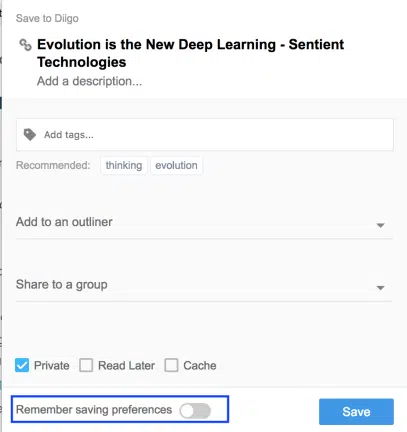 Save to Diigo
Evolution is the New Deep Learning - Sentient
Technologies
Add a description...
Add tags...
Recommended: thinking evolution
Add to an outliner
Share to a group
Private Read Later Cache
Remember saving preferences Save